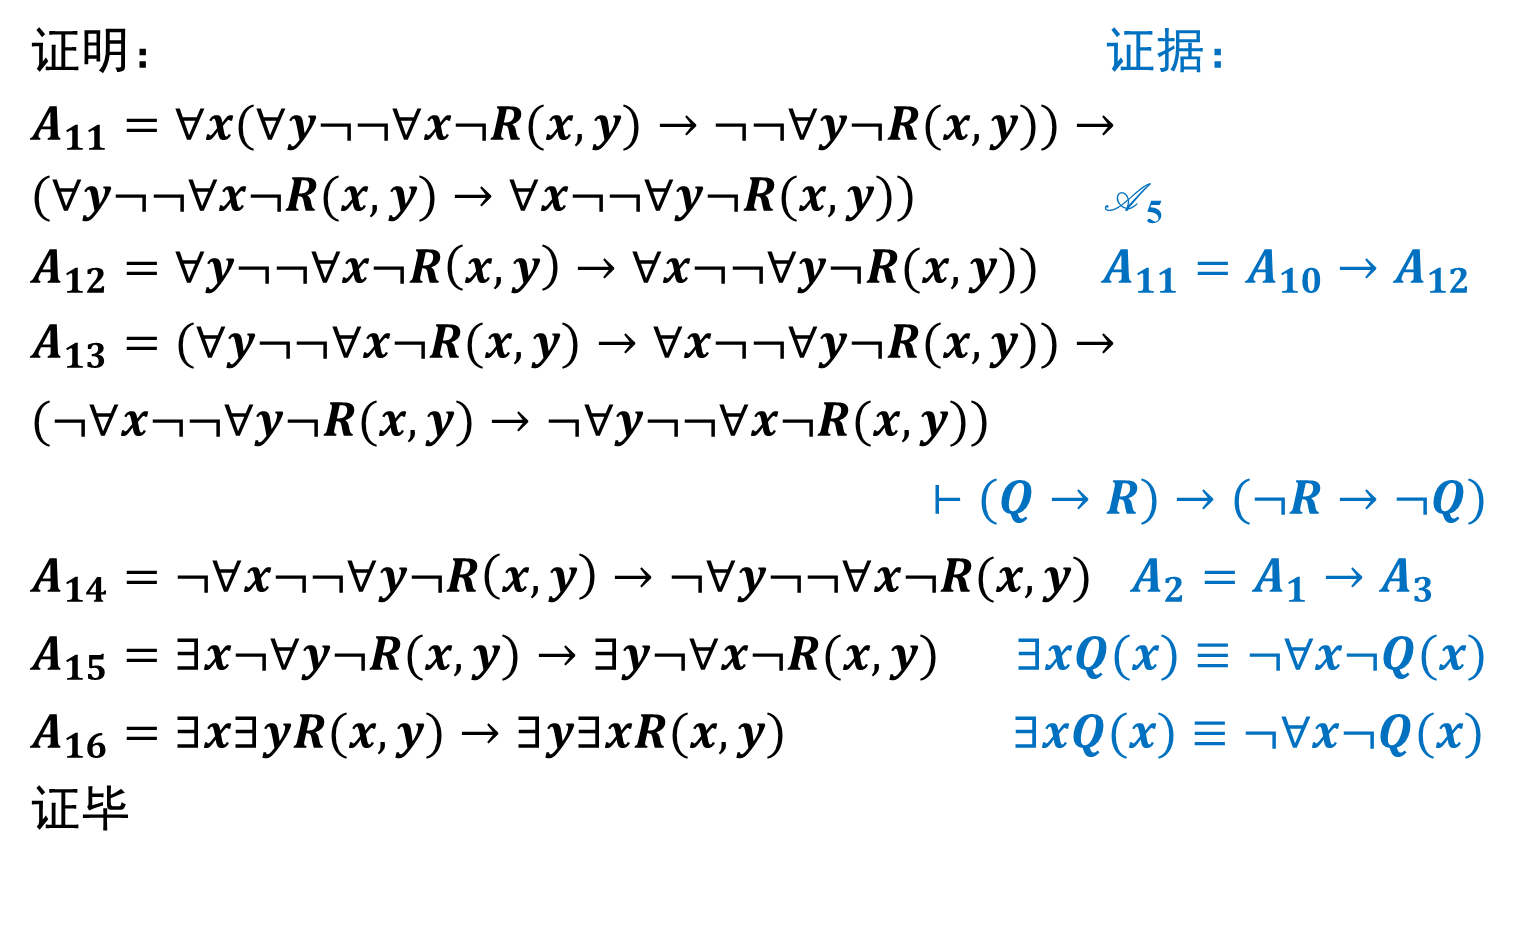 证明： 证据：
A₁₁ = ∀x(∀y¬¬∀x¬R(x, y) → ¬¬∀y¬R(x, y)) →
(∀y¬¬∀x¬R(x, y) → ∀x¬¬∀y¬R(x, y)) 𝒜₅
A₁₂ = ∀y¬¬∀x¬R(x, y) → ∀x¬¬∀y¬R(x, y)) A₁₁ = A₁₀ → A₁₂
A₁₃ = (∀y¬¬∀x¬R(x, y) → ∀x¬¬∀y¬R(x, y)) →
(¬∀x¬¬∀y¬R(x, y) → ¬∀y¬¬∀x¬R(x, y))
⊢ (Q → R) → (¬R → ¬Q)
A₁₄ = ¬∀x¬¬∀y¬R(x, y) → ¬∀y¬¬∀x¬R(x, y) A₂ = A₁ → A₃
A₁₅ = ∃x¬∀y¬R(x, y) → ∃y¬∀x¬R(x, y) ∃xQ(x) ≡ ¬∀x¬Q(x)
A₁₆ = ∃x∃yR(x, y) → ∃y∃xR(x, y) ∃xQ(x) ≡ ¬∀x¬Q(x)
证毕